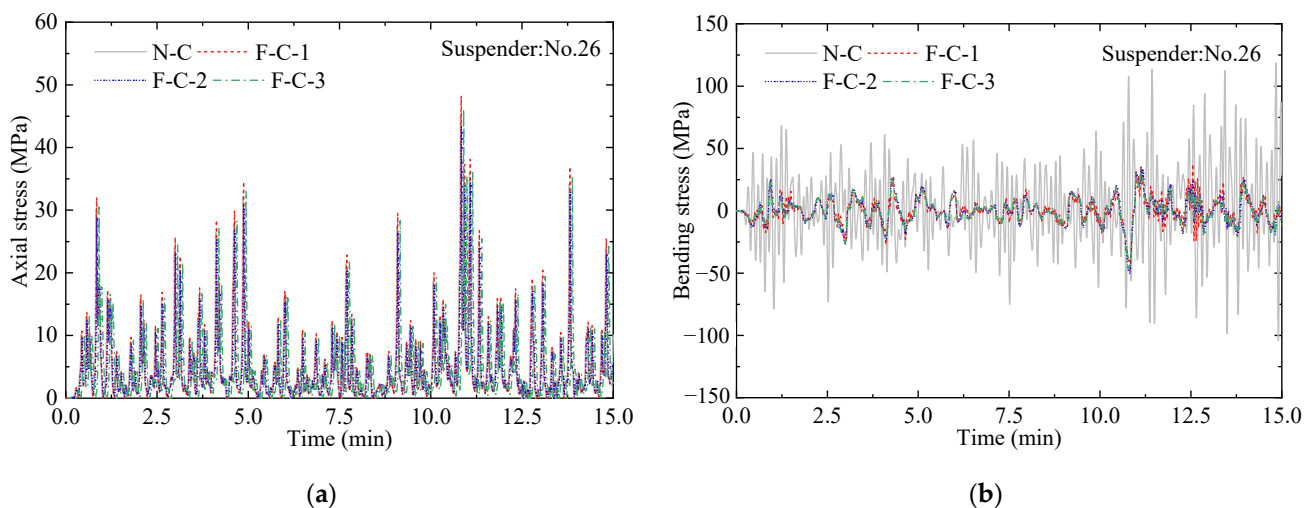 60
50
40
30
20
10
0
Axial stress (MPa)
N-C
F-C-1
F-C-2
F-C-3
Suspender:No.26
0.0 2.5 5.0 7.5 10.0 12.5 15.0
Time (min)
(a)
150
100
50
0
−50
−100
−150
Bending stress (MPa)
N-C
F-C-1
F-C-2
F-C-3
Suspender:No.26
0.0 2.5 5.0 7.5 10.0 12.5 15.0
Time (min)
(b)